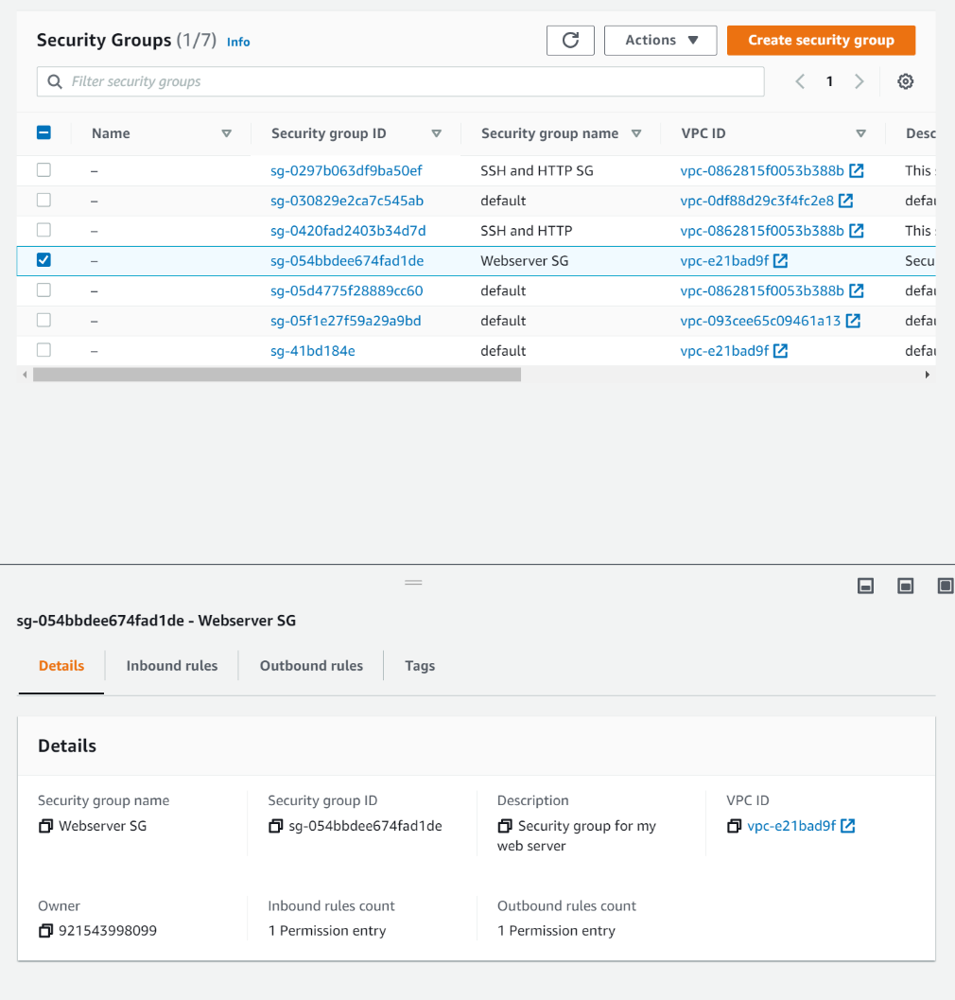 Security Groups (1/7) Info Actions Create security group
Filter security groups 1
Name Security group ID Security group name VPC ID Desc
– sg-0297b063df9ba50ef SSH and HTTP SG vpc-0862815f0053b388b This
– sg-030829e2ca7c545ab default vpc-0df88d29c3f4fc2e8 defau
– sg-0420fad2403b34d7d SSH and HTTP vpc-0862815f0053b388b This
– sg-054bbdee674fad1de Webserver SG vpc-e21bad9f Secu
– sg-05d4775f28889cc60 default vpc-0862815f0053b388b defau
– sg-05f1e27f59a29a9bd default vpc-093cee65c09461a13 defau
– sg-41bd184e default vpc-e21bad9f defau
sg-054bbdee674fad1de - Webserver SG
Details Inbound rules Outbound rules Tags
Details
Security group name Security group ID Description VPC ID
Webserver SG sg-054bbdee674fad1de Security group for my vpc-e21bad9f
web server
Owner Inbound rules count Outbound rules count
921543998099 1 Permission entry 1 Permission entry